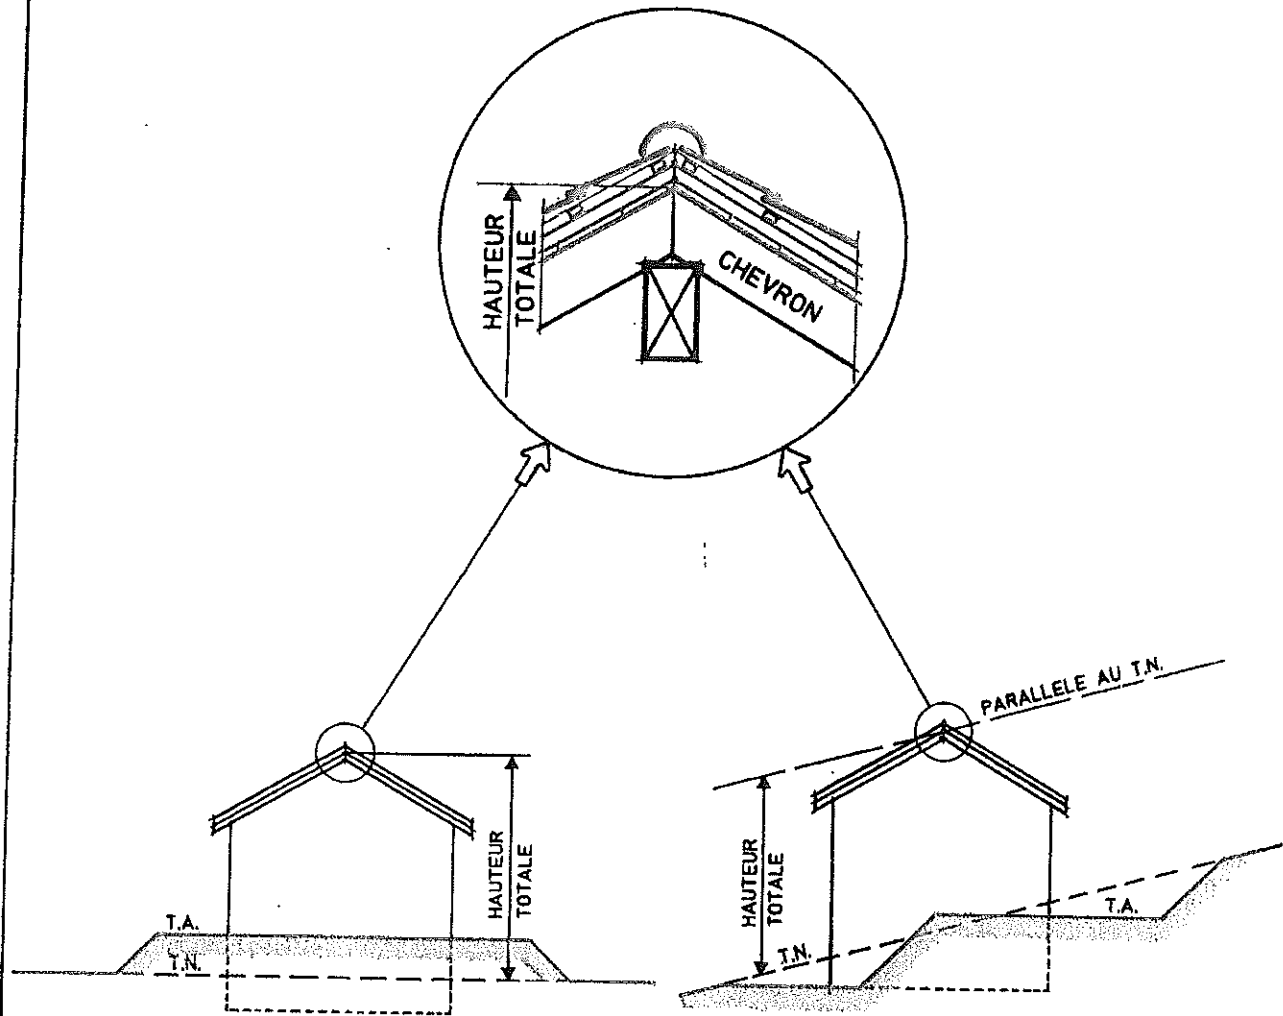 HAUTEUR
TOTALE
CHEVRON
PARALLELE AU T.N.
HAUTEUR
TOTALE
T.A.
T.N.
HAUTEUR
TOTALE
T.N.
T.A.